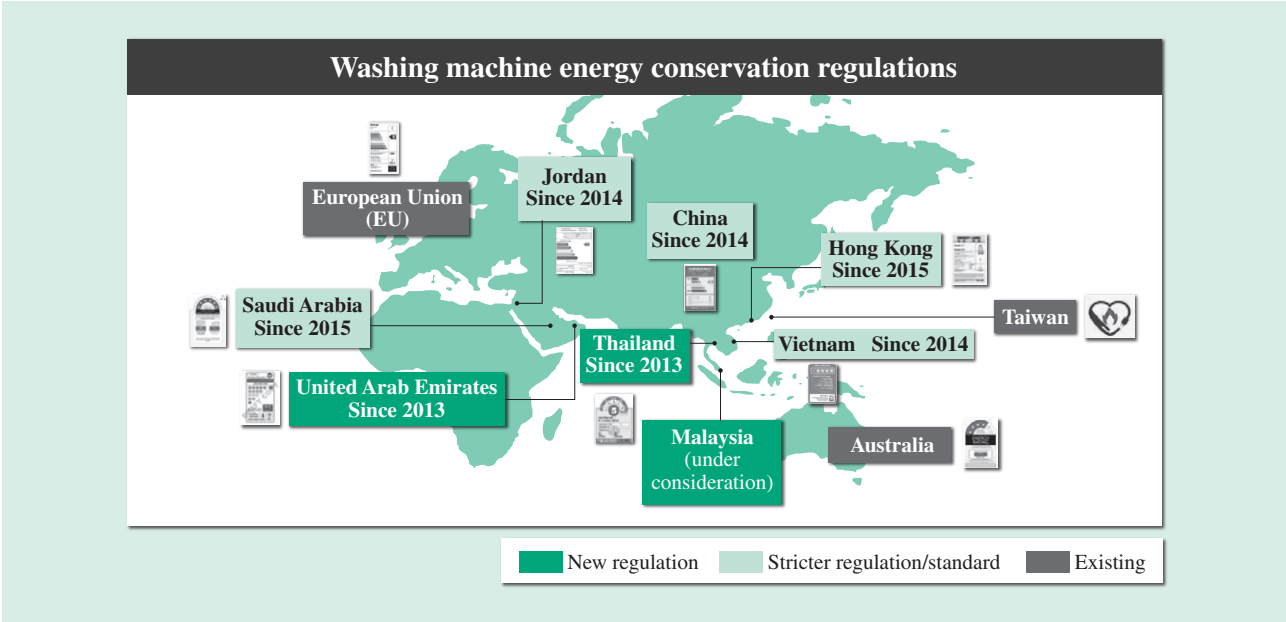 Washing machine energy conservation regulations
European Union
(EU)
Jordan
Since 2014
China
Since 2014
Hong Kong
Since 2015
Saudi Arabia
Since 2015
Taiwan
Thailand
Since 2013
Vietnam Since 2014
United Arab Emirates
Since 2013
Malaysia
(under
consideration)
Australia
ENERGY
RATING
New regulation
Stricter regulation/standard
Existing